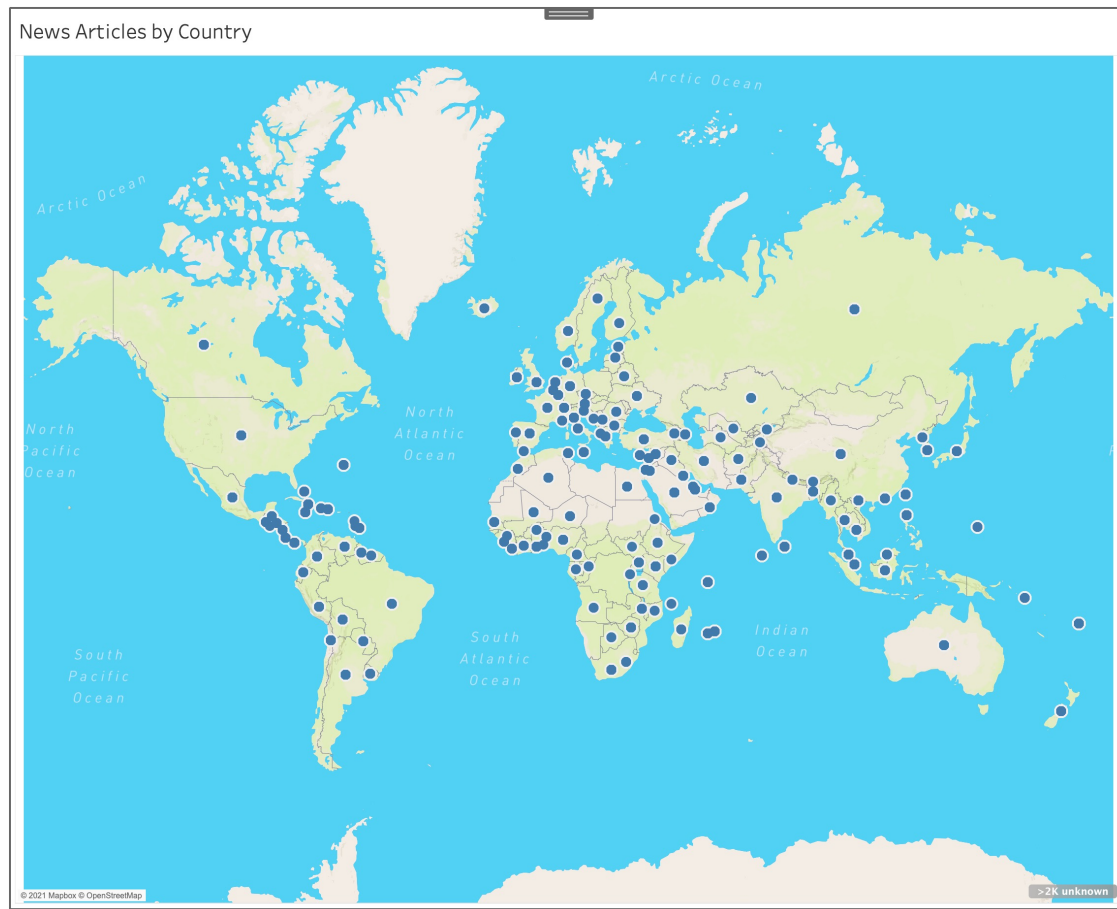 News Articles by Country
Arctic Ocean
Arctic Ocean
North
Pacific
Ocean
North
Atlantic
Ocean
South
Pacific
Ocean
South
Atlantic
Ocean
Indian
Ocean
© 2021 Mapbox © OpenStreetMap
>2K unknown